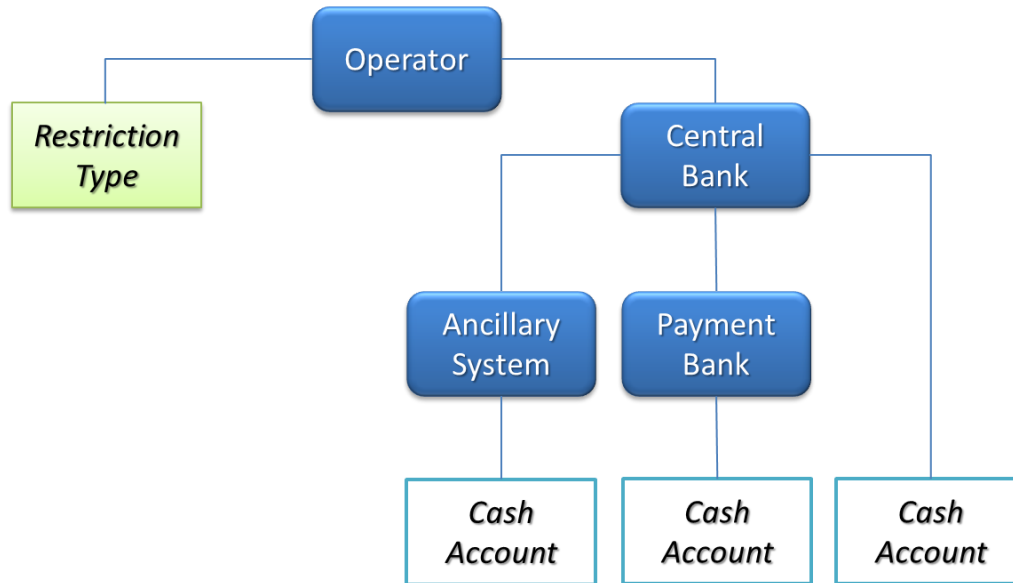 Operator
Restriction
Type
Central
Bank
Ancillary
System
Payment
Bank
Cash
Account
Cash
Account
Cash
Account